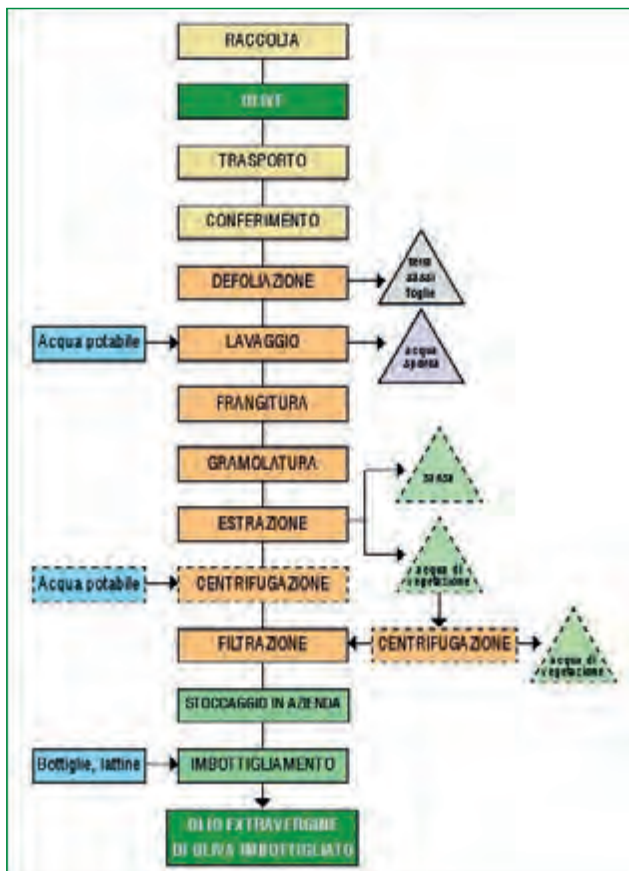 RACCOLTA
OLIVE
TRASPORTO
CONFERIMENTO
DEFOLIAZIONE
terra
sassi
foglie
Acqua potabile
LAVAGGIO
acqua
sporca
FRANGITURA
GRAMOLATURA
sansa
ESTRAZIONE
acqua di
vegetazione
Acqua potabile
CENTRIFUGAZIONE
FILTRAZIONE
CENTRIFUGAZIONE
acqua di
vegetazione
STOCCAGGIO IN AZIENDA
Bottiglie, lattine
IMBOTTIGLIAMENTO
OLIO EXTRAVERGINE
DI OLIVA IMBOTTIGLIATO